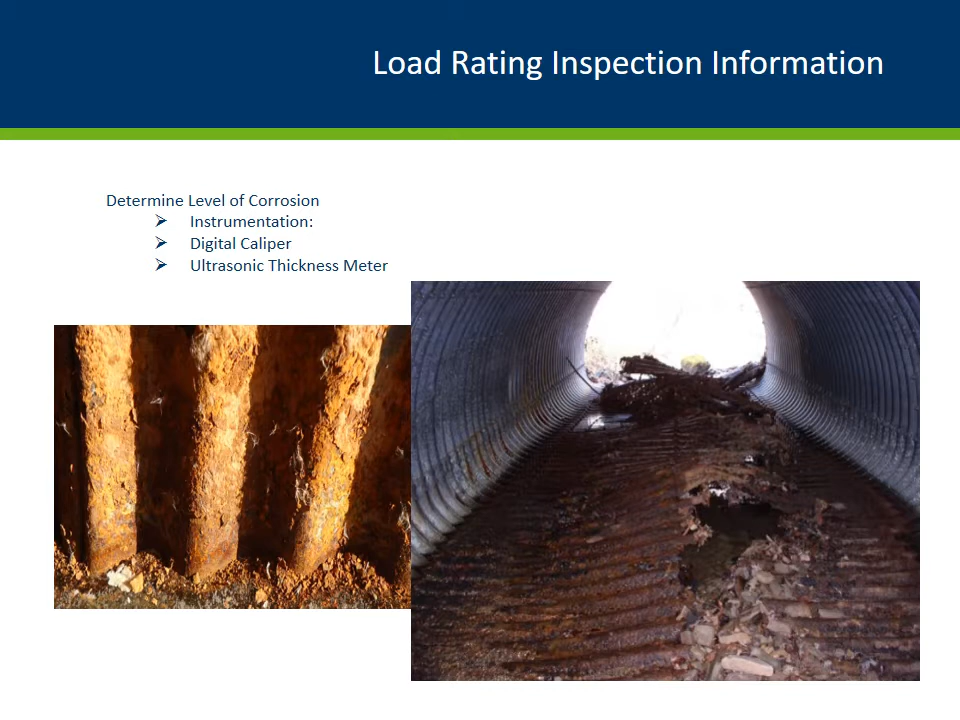 Load Rating Inspection Information
Determine Level of Corrosion
➢ Instrumentation:
➢ Digital Caliper
➢ Ultrasonic Thickness Meter